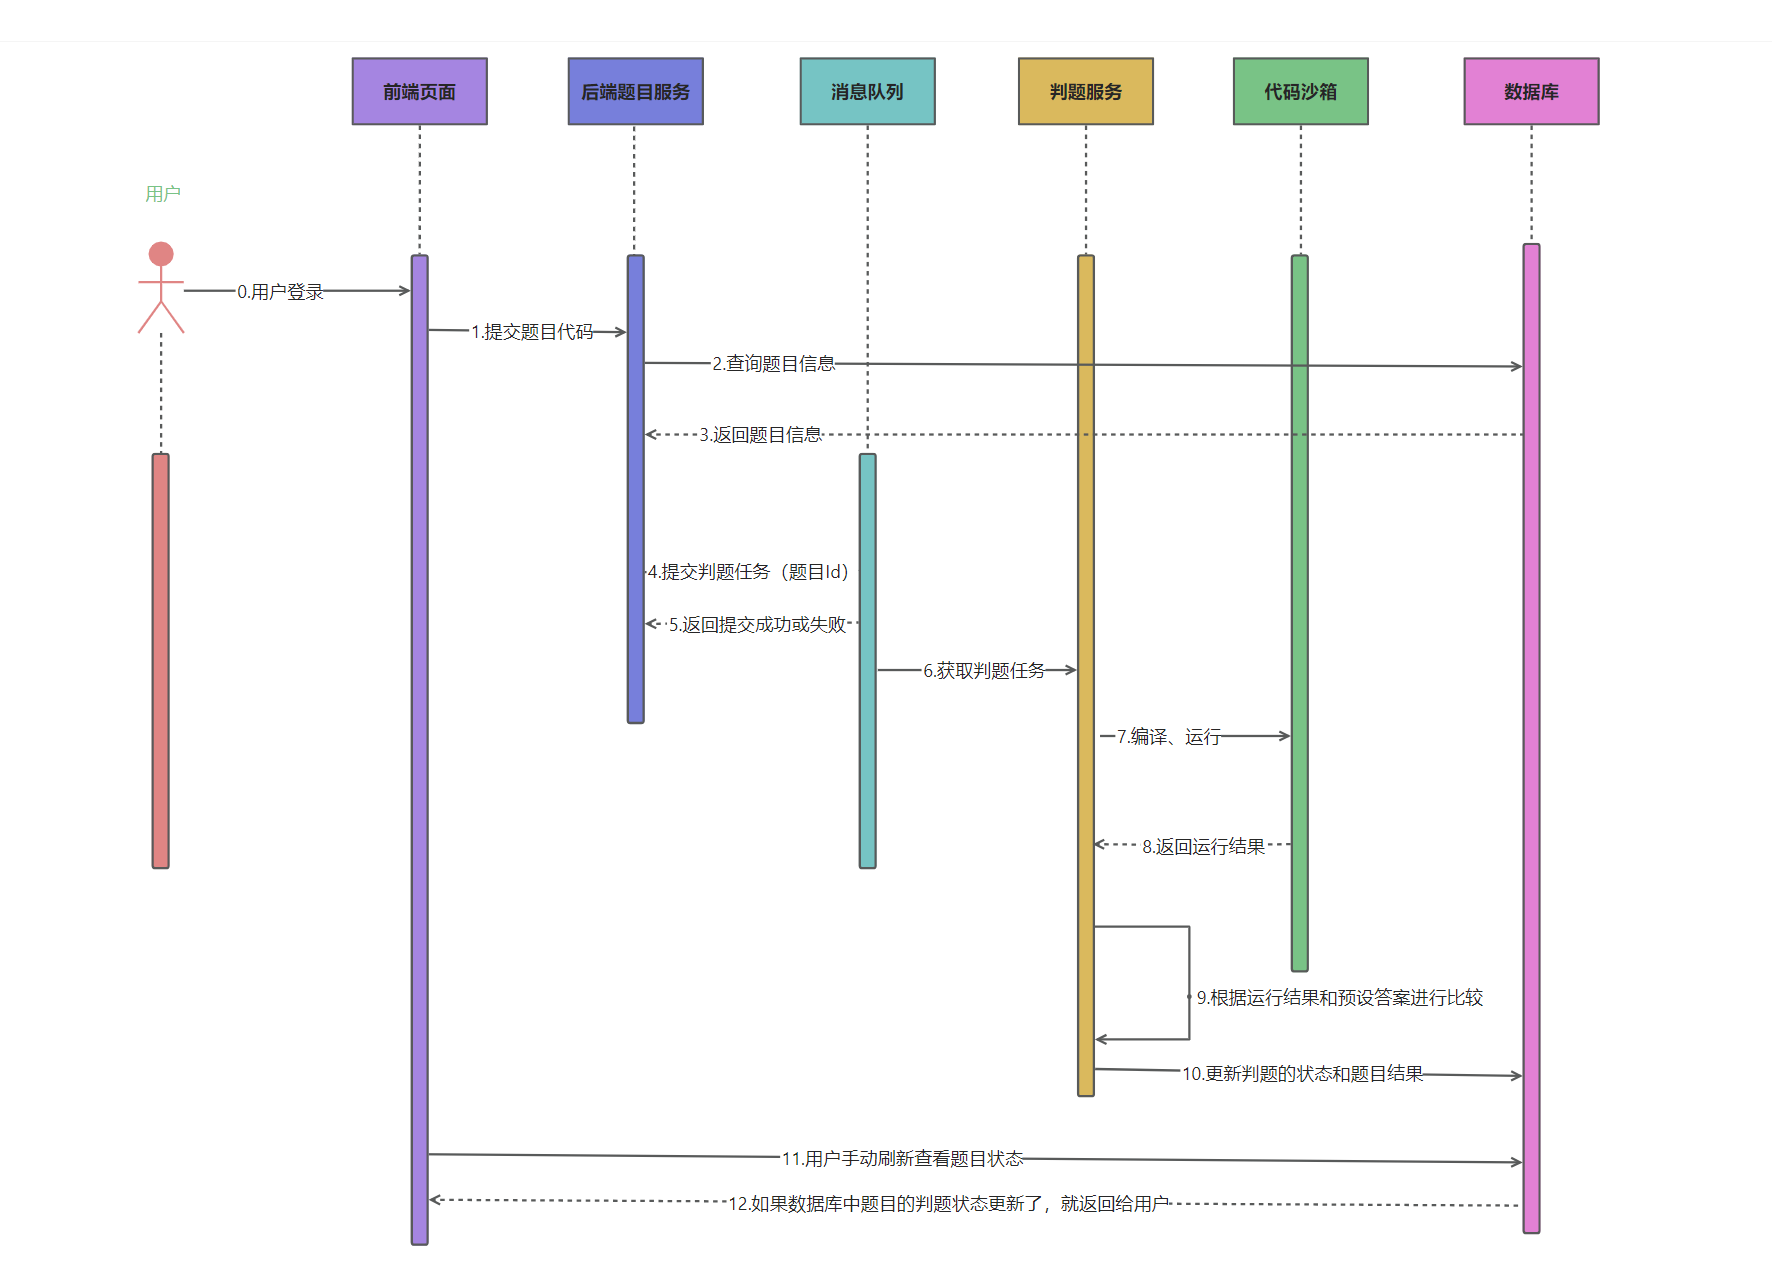 前端页面
后端题目服务
消息队列
判题服务
代码沙箱
数据库
用户
0.用户登录
1.提交题目代码
2.查询题目信息
3.返回题目信息
4.提交判题任务（题目Id）
5.返回提交成功或失败
6.获取判题任务
7.编译、运行
8.返回运行结果
9.根据运行结果和预设答案进行比较
10.更新判题的状态和题目结果
11.用户手动刷新查看题目状态
12.如果数据库中题目的判题状态更新了，就返回给用户